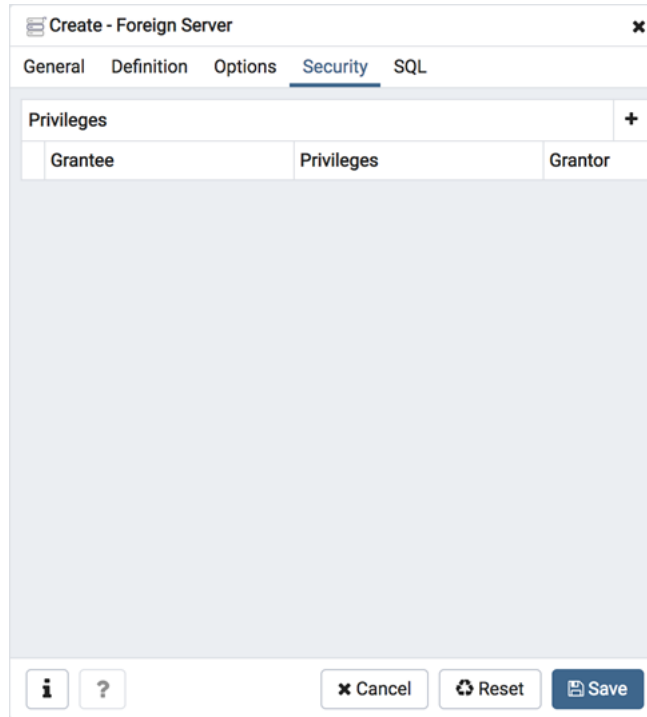 Create - Foreign Server
General Definition Options Security SQL
Privileges
Grantee Privileges Grantor
i ? Cancel Reset Save